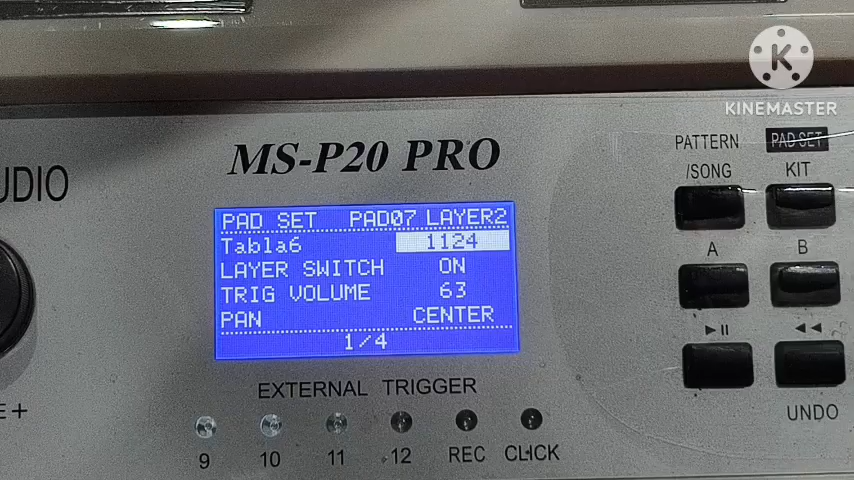 K
KINEMASTER
MS-P20 PRO
PATTERN
/SONG
PAD SET
KIT
UDIO
PAD SET PAD07 LAYER2
Tabla6 1124
LAYER SWITCH ON
TRIG VOLUME 63
PAN CENTER
1/4
A
B
►II
◄◄
UNDO
E+
EXTERNAL TRIGGER
9
10
11
12
REC
CLICK